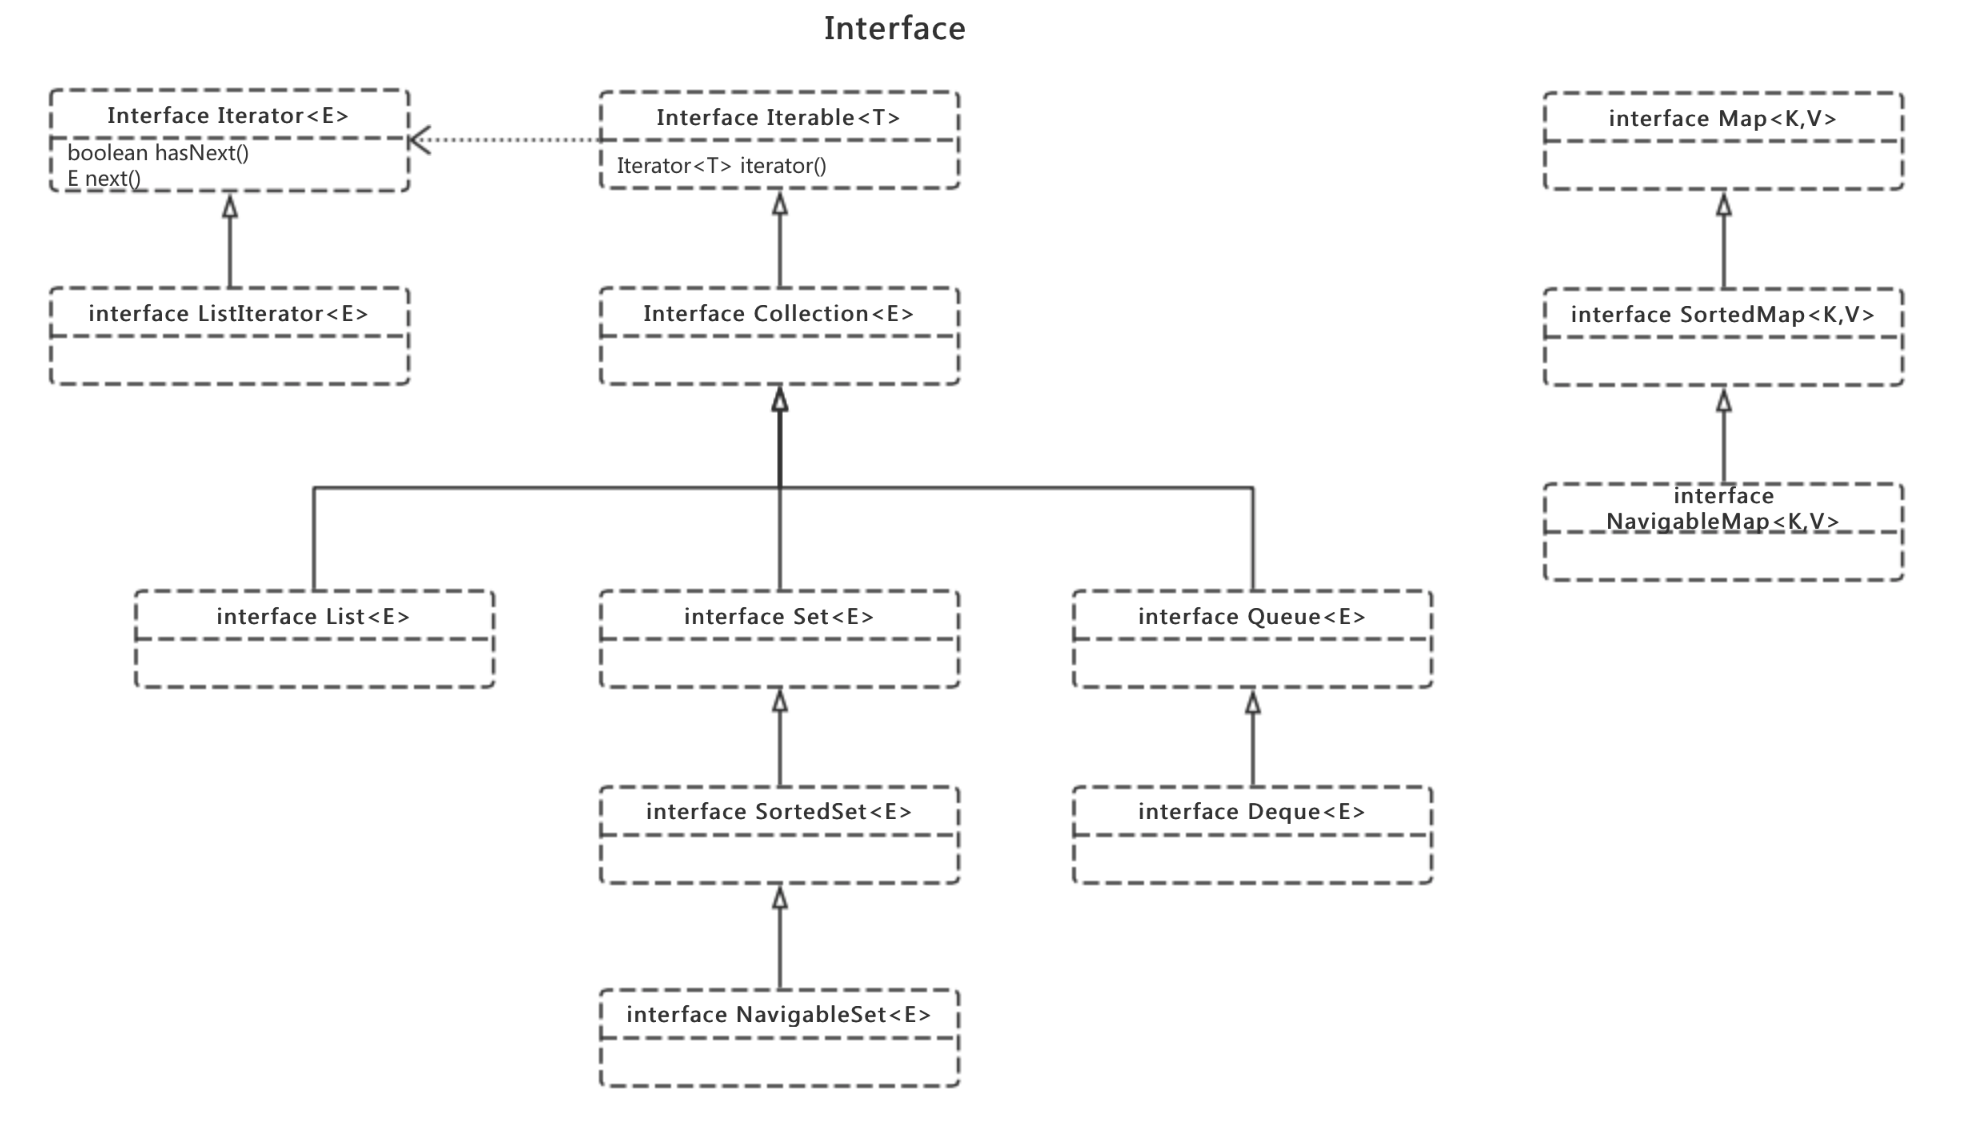 Interface
Interface Iterator<E>
boolean hasNext()
E next()
Interface Iterable<T>
Iterator<T> iterator()
interface Map<K,V>
interface ListIterator<E>
Interface Collection<E>
interface SortedMap<K,V>
interface
NavigableMap<K,V>
interface List<E>
interface Set<E>
interface Queue<E>
interface SortedSet<E>
interface Deque<E>
interface NavigableSet<E>